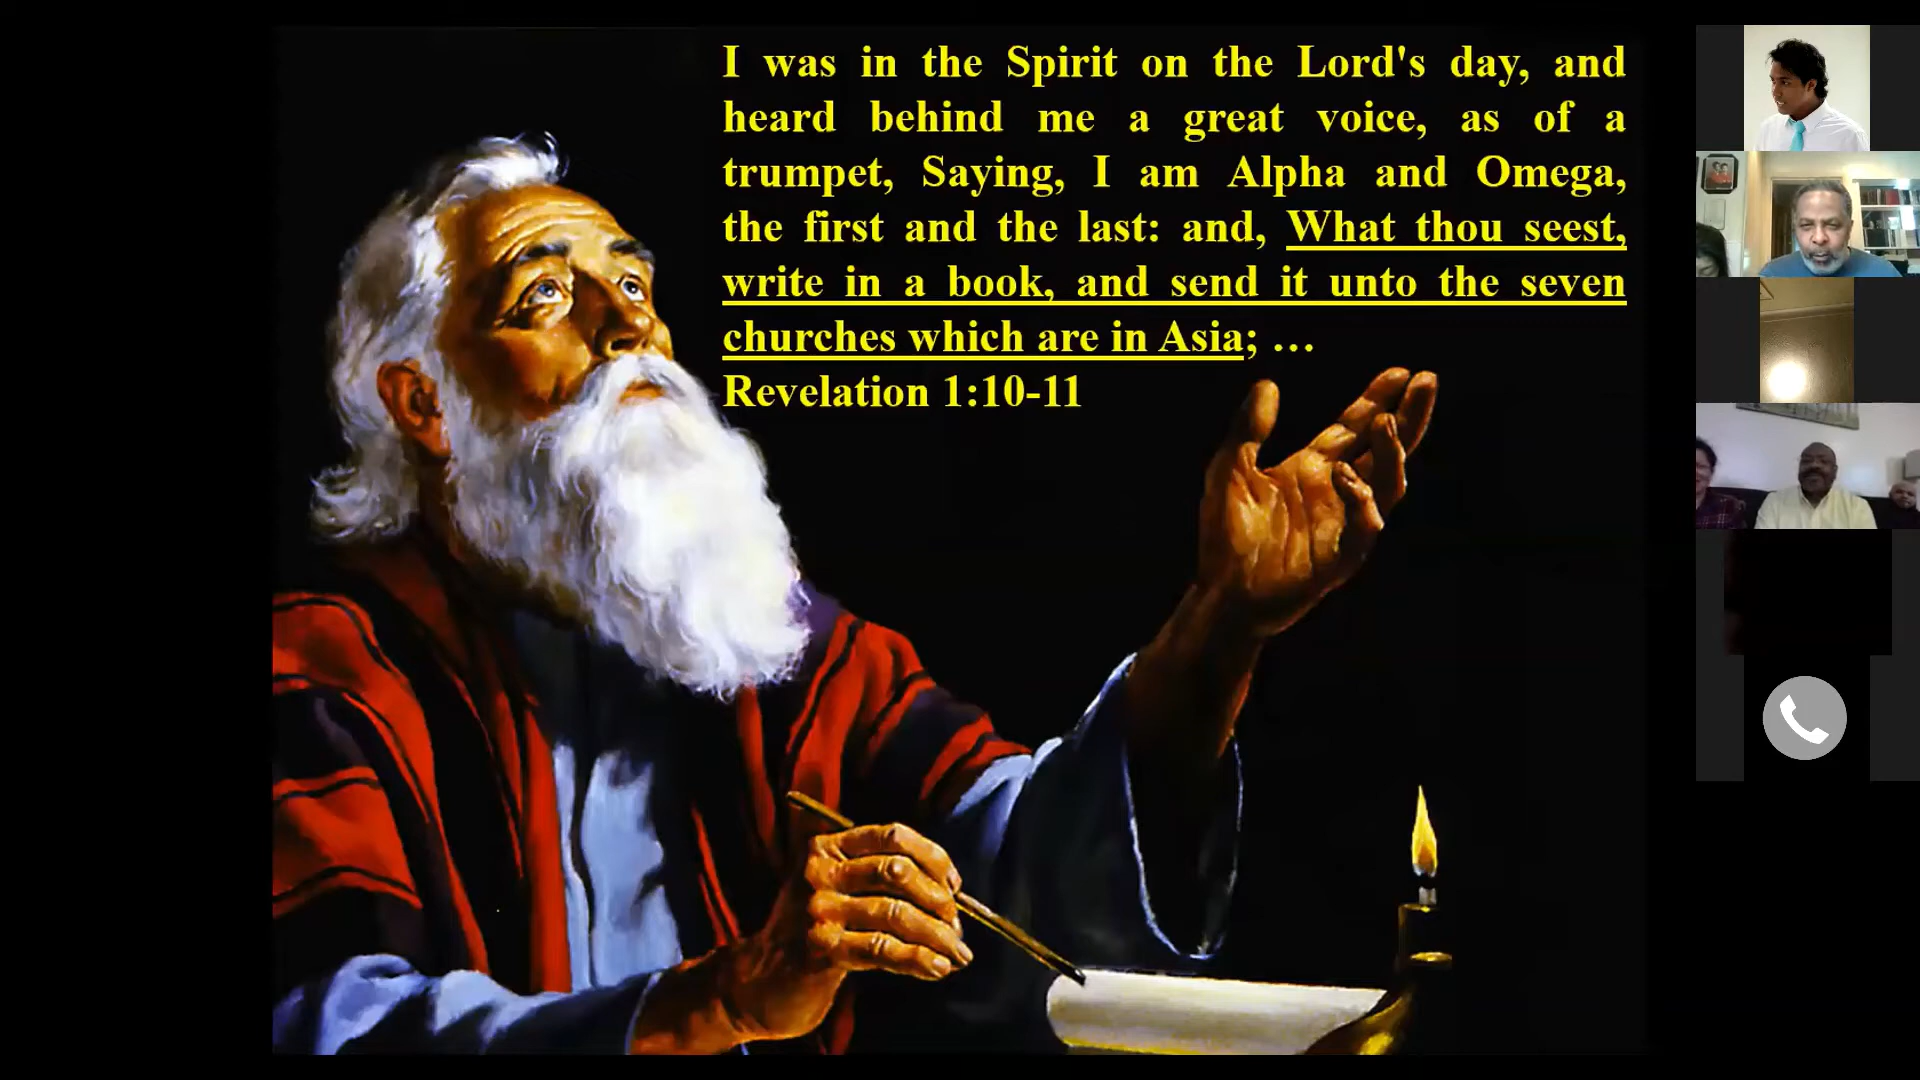 I was in the Spirit on the Lord's day, and
heard behind me a great voice, as of a
trumpet, Saying, I am Alpha and Omega,
the first and the last: and, What thou seest,
write in a book, and send it unto the seven
churches which are in Asia; …
Revelation 1:10-11